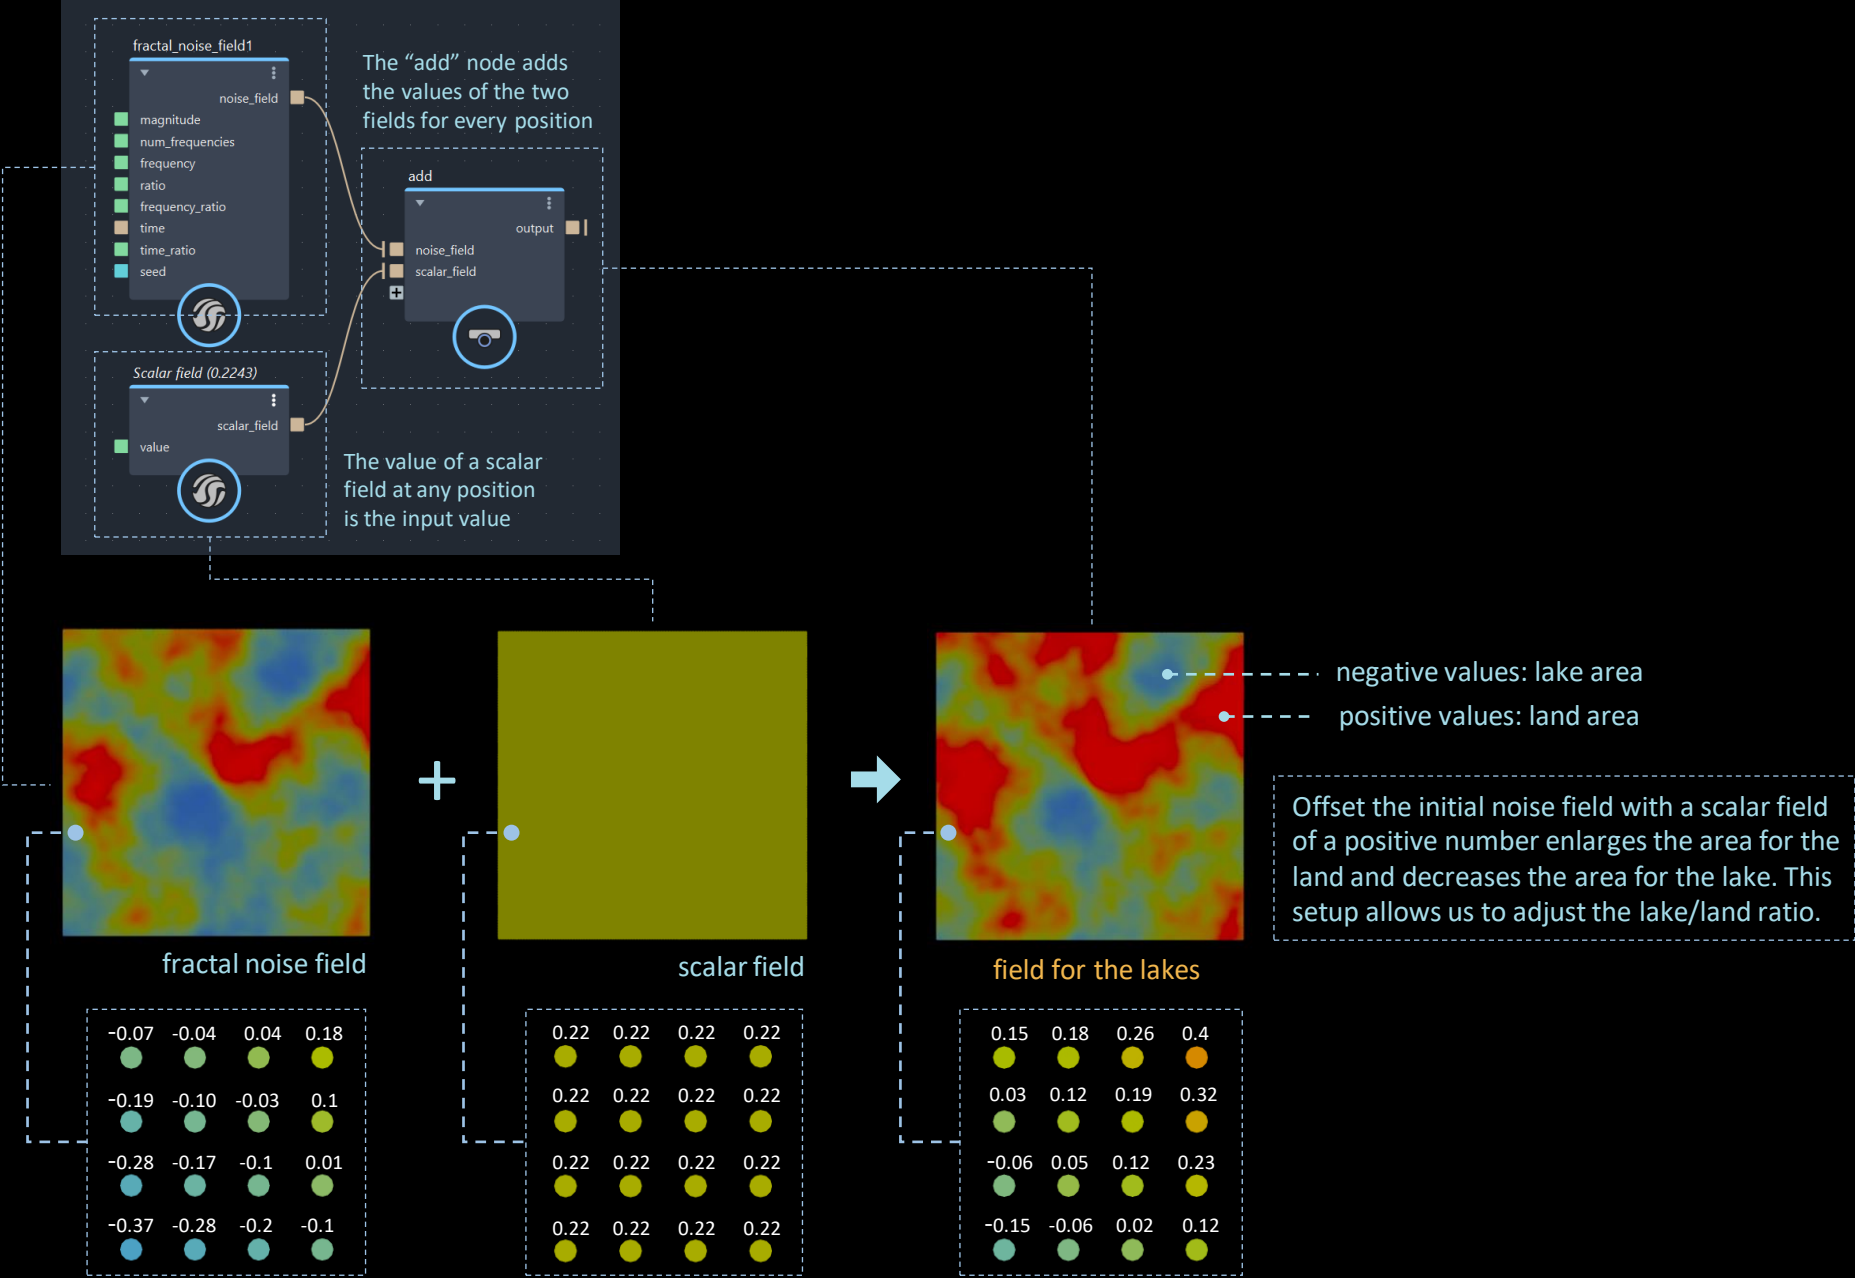 fractal_noise_field1
noise_field
magnitude
num_frequencies
frequency
ratio
frequency_ratio
time
time_ratio
seed
The “add” node adds
the values of the two
fields for every position
add
output
noise_field
scalar_field
Scalar field (0.2243)
scalar_field
value
The value of a scalar
field at any position
is the input value
negative values: lake area
positive values: land area
Offset the initial noise field with a scalar field
of a positive number enlarges the area for the
land and decreases the area for the lake. This
setup allows us to adjust the lake/land ratio.
fractal noise field
scalar field
field for the lakes
-0.07 -0.04 0.04 0.18
-0.19 -0.10 -0.03 0.1
-0.28 -0.17 -0.1 0.01
-0.37 -0.28 -0.2 -0.1
0.22 0.22 0.22 0.22
0.22 0.22 0.22 0.22
0.22 0.22 0.22 0.22
0.22 0.22 0.22 0.22
0.15 0.18 0.26 0.4
0.03 0.12 0.19 0.32
-0.06 0.05 0.12 0.23
-0.15 -0.06 0.02 0.12